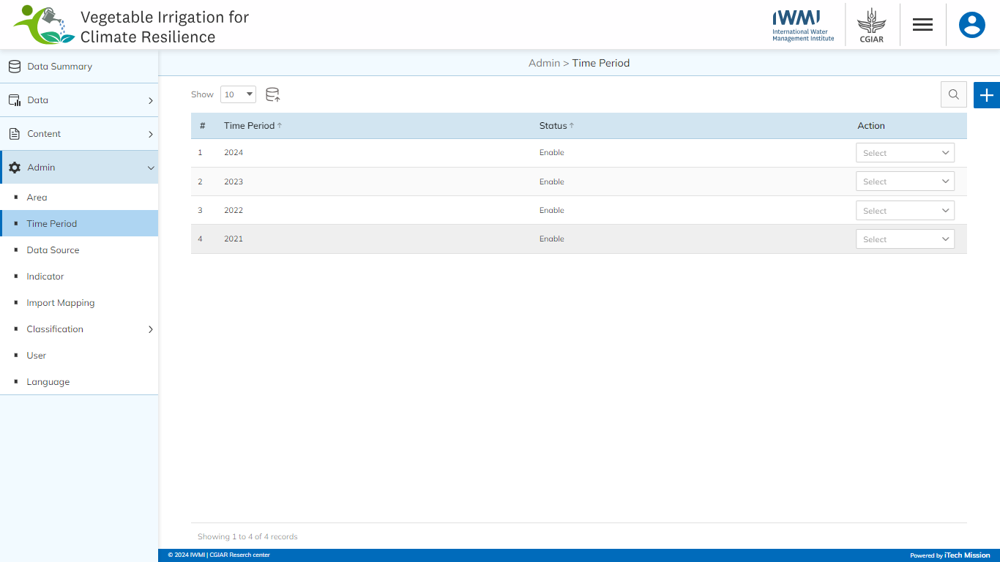 Vegetable Irrigation for
Climate Resilience
IWMI
International Water
Management Institute
CGIAR
Data Summary
Data
Content
Admin
Area
Time Period
Data Source
Indicator
Import Mapping
Classification
User
Language
Admin > Time Period
Show 10
# Time Period Status Action
1 2024 Enable Select
2 2023 Enable Select
3 2022 Enable Select
4 2021 Enable Select
Showing 1 to 4 of 4 records
© 2024 IWMI | CGIAR Reserch center
Powered by iTech Mission